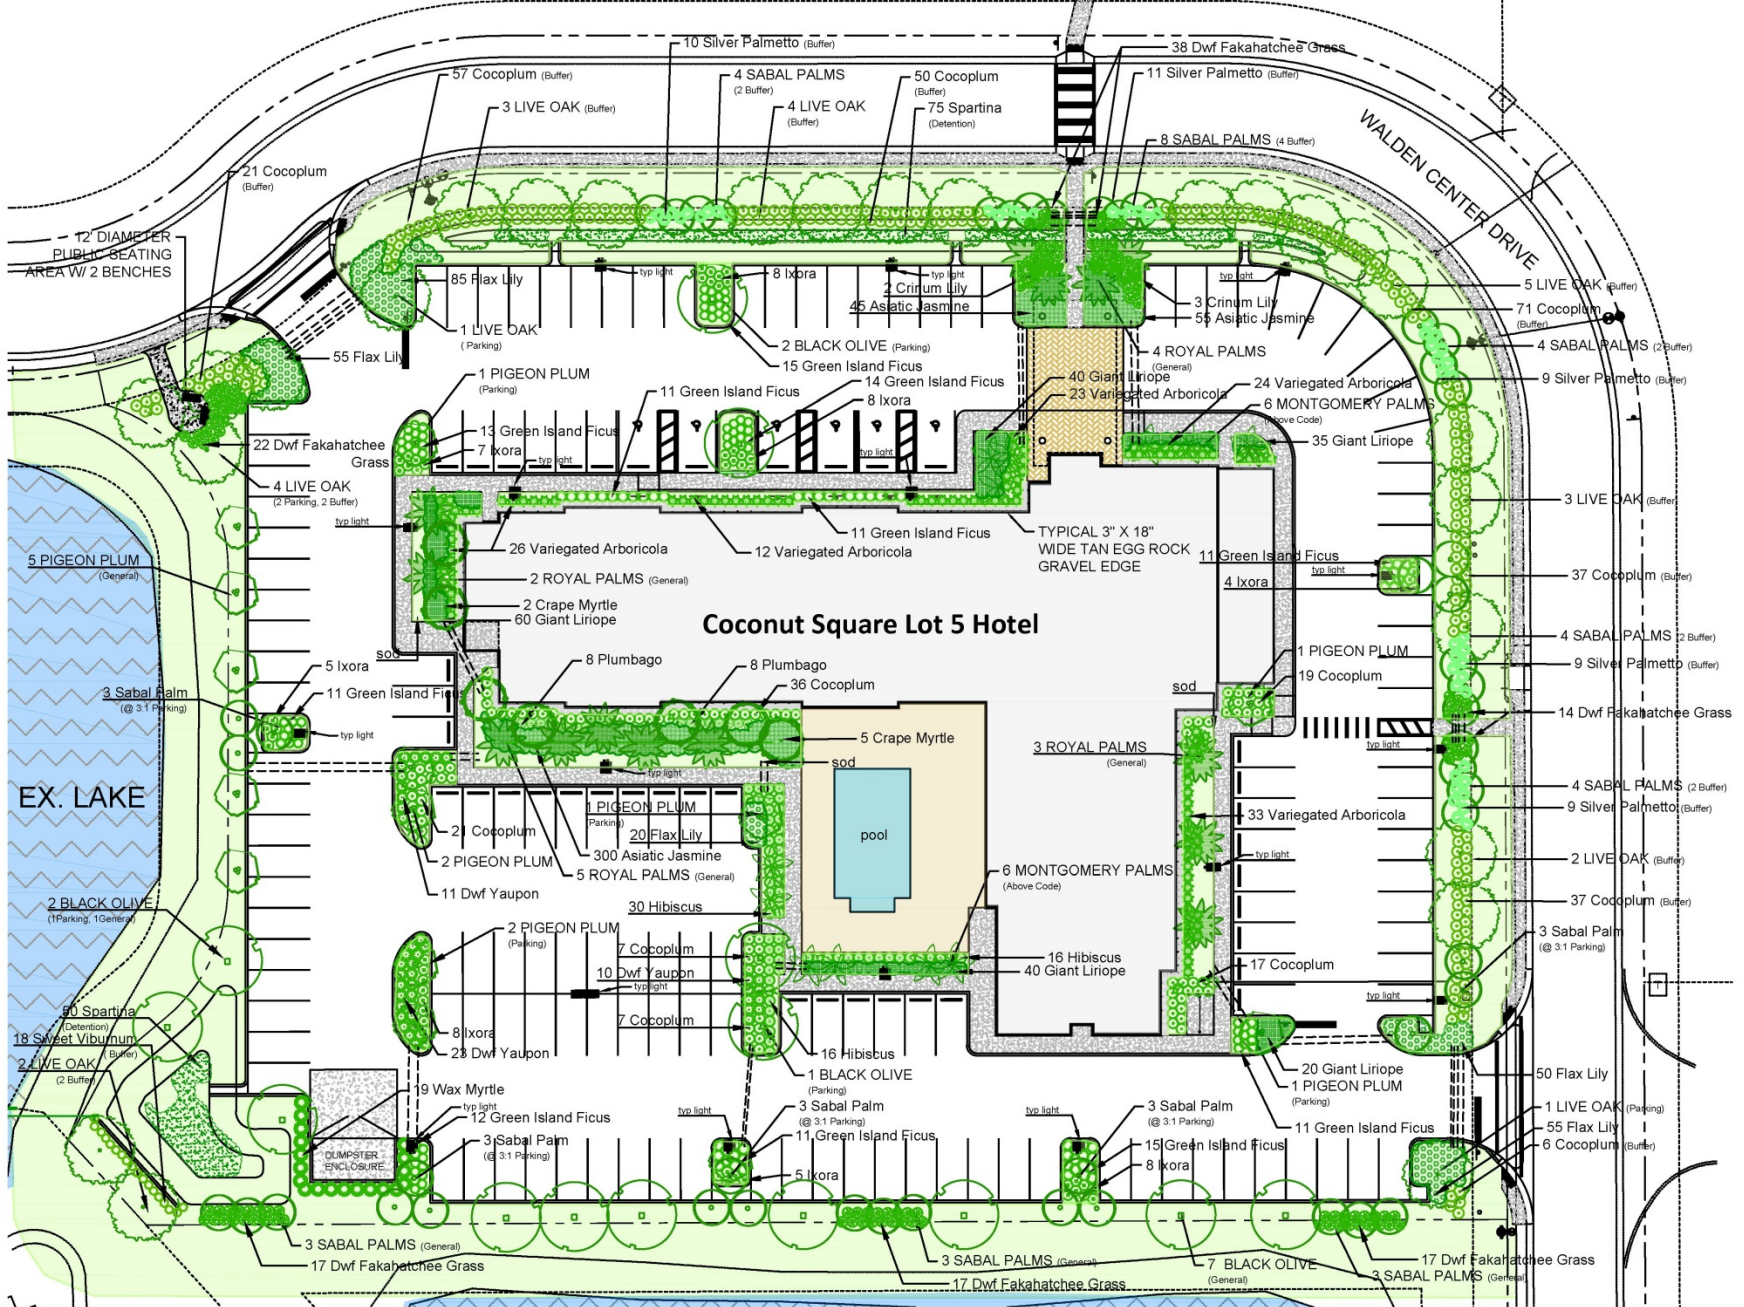 10 Silver Palmetto (Buffer)
38 Dwf Fakahatchee Grass
57 Cocoplum (Buffer)
4 SABAL PALMS
(2 Buffer)
50 Cocoplum
(Buffer)
11 Silver Palmetto (Buffer)
3 LIVE OAK (Buffer)
4 LIVE OAK
(Buffer)
75 Spartina
(Detention)
WALDEN CENTER DRIVE
8 SABAL PALMS (4 Buffer)
21 Cocoplum
(Buffer)
12' DIAMETER
PUBLIC SEATING
AREA W/ 2 BENCHES
85 Flax Lily
typ light
8 Ixora
typ light
2 Crinum Lily
45 Asiatic Jasmine
3 Crinum Lily
55 Asiatic Jasmine
typ light
5 LIVE OAK (Buffer)
71 Cocoplum
(Buffer)
1 LIVE OAK
( Parking)
55 Flax Lily
2 BLACK OLIVE (Parking)
15 Green Island Ficus
4 ROYAL PALMS
(General)
4 SABAL PALMS (2 Buffer)
9 Silver Palmetto (Buffer)
1 PIGEON PLUM
(Parking)
11 Green Island Ficus
14 Green Island Ficus
8 Ixora
40 Giant Liriope
23 Variegated Arboricola
24 Variegated Arboricola
6 MONTGOMERY PALMS
(Above Code)
35 Giant Liriope
13 Green Island Ficus
7 Ixora
typ light
typ light
22 Dwf Fakahatchee
Grass
4 LIVE OAK
(2 Parking, 2 Buffer)
typ light
3 LIVE OAK (Buffer)
26 Variegated Arboricola
12 Variegated Arboricola
11 Green Island Ficus
TYPICAL 3" X 18"
WIDE TAN EGG ROCK
GRAVEL EDGE
11 Green Island Ficus
typ light
4 Ixora
37 Cocoplum (Buffer)
5 PIGEON PLUM
(General)
2 ROYAL PALMS (General)
2 Crape Myrtle
60 Giant Liriope
Coconut Square Lot 5 Hotel
sod
4 SABAL PALMS (2 Buffer)
9 Silver Palmetto (Buffer)
5 Ixora
8 Plumbago
8 Plumbago
36 Cocoplum
1 PIGEON PLUM
19 Cocoplum
sod
3 Sabal Palm
(@ 3:1 Parking)
11 Green Island Ficus
typ light
14 Dwf Fakahatchee Grass
5 Crape Myrtle
3 ROYAL PALMS
(General)
typ light
sod
typ light
EX. LAKE
4 SABAL PALMS (2 Buffer)
9 Silver Palmetto (Buffer)
1 PIGEON PLUM
(Parking)
33 Variegated Arboricola
21 Cocoplum
20 Flax Lily
pool
2 PIGEON PLUM
300 Asiatic Jasmine
5 ROYAL PALMS (General)
typ light
2 LIVE OAK (Buffer)
11 Dwf Yaupon
6 MONTGOMERY PALMS
(Above Code)
37 Cocoplum (Buffer)
2 BLACK OLIVE
(1Parking, 1General)
30 Hibiscus
2 PIGEON PLUM
(Parking)
3 Sabal Palm
(@ 3:1 Parking)
7 Cocoplum
16 Hibiscus
40 Giant Liriope
17 Cocoplum
10 Dwf Yaupon
typ light
typ light
50 Spartina
(Detention)
18 Sweet Viburnum
( Buffer)
2 LIVE OAK
(2 Buffer)
8 Ixora
23 Dwf Yaupon
7 Cocoplum
16 Hibiscus
1 BLACK OLIVE
(Parking)
20 Giant Liriope
1 PIGEON PLUM
(Parking)
50 Flax Lily
19 Wax Myrtle
typ light
12 Green Island Ficus
3 Sabal Palm
(@ 3:1 Parking)
typ light
3 Sabal Palm
(@ 3:1 Parking)
11 Green Island Ficus
5 Ixora
typ light
3 Sabal Palm
(@ 3:1 Parking)
15 Green Island Ficus
8 Ixora
11 Green Island Ficus
1 LIVE OAK (Parking)
55 Flax Lily
6 Cocoplum (Buffer)
DUMPSTER
ENCLOSURE
3 SABAL PALMS (General)
17 Dwf Fakahatchee Grass
3 SABAL PALMS (General)
17 Dwf Fakahatchee Grass
7 BLACK OLIVE
(General)
17 Dwf Fakahatchee Grass
3 SABAL PALMS (General)